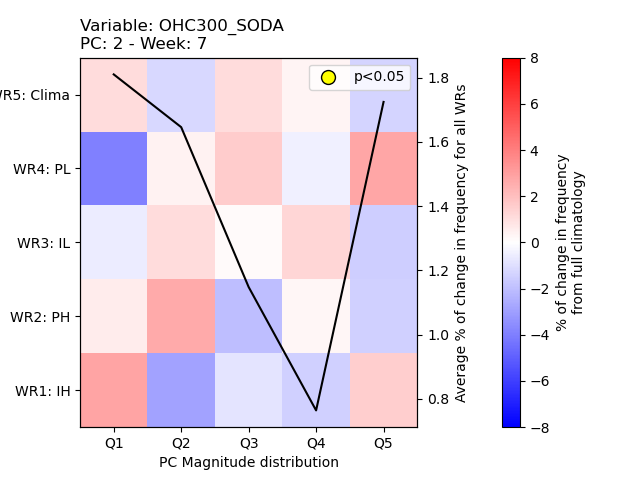 Variable: OHC300_SODA
PC: 2 - Week: 7
p<0.05
WR5: Clima
WR4: PL
WR3: IL
WR2: PH
WR1: IH
Q1 Q2 Q3 Q4 Q5
PC Magnitude distribution
1.8
1.6
1.4
1.2
1.0
0.8
Average % of change in frequency for all WRs
8
6
4
2
0
−2
−4
−6
−8
% of change in frequency
from full climatology